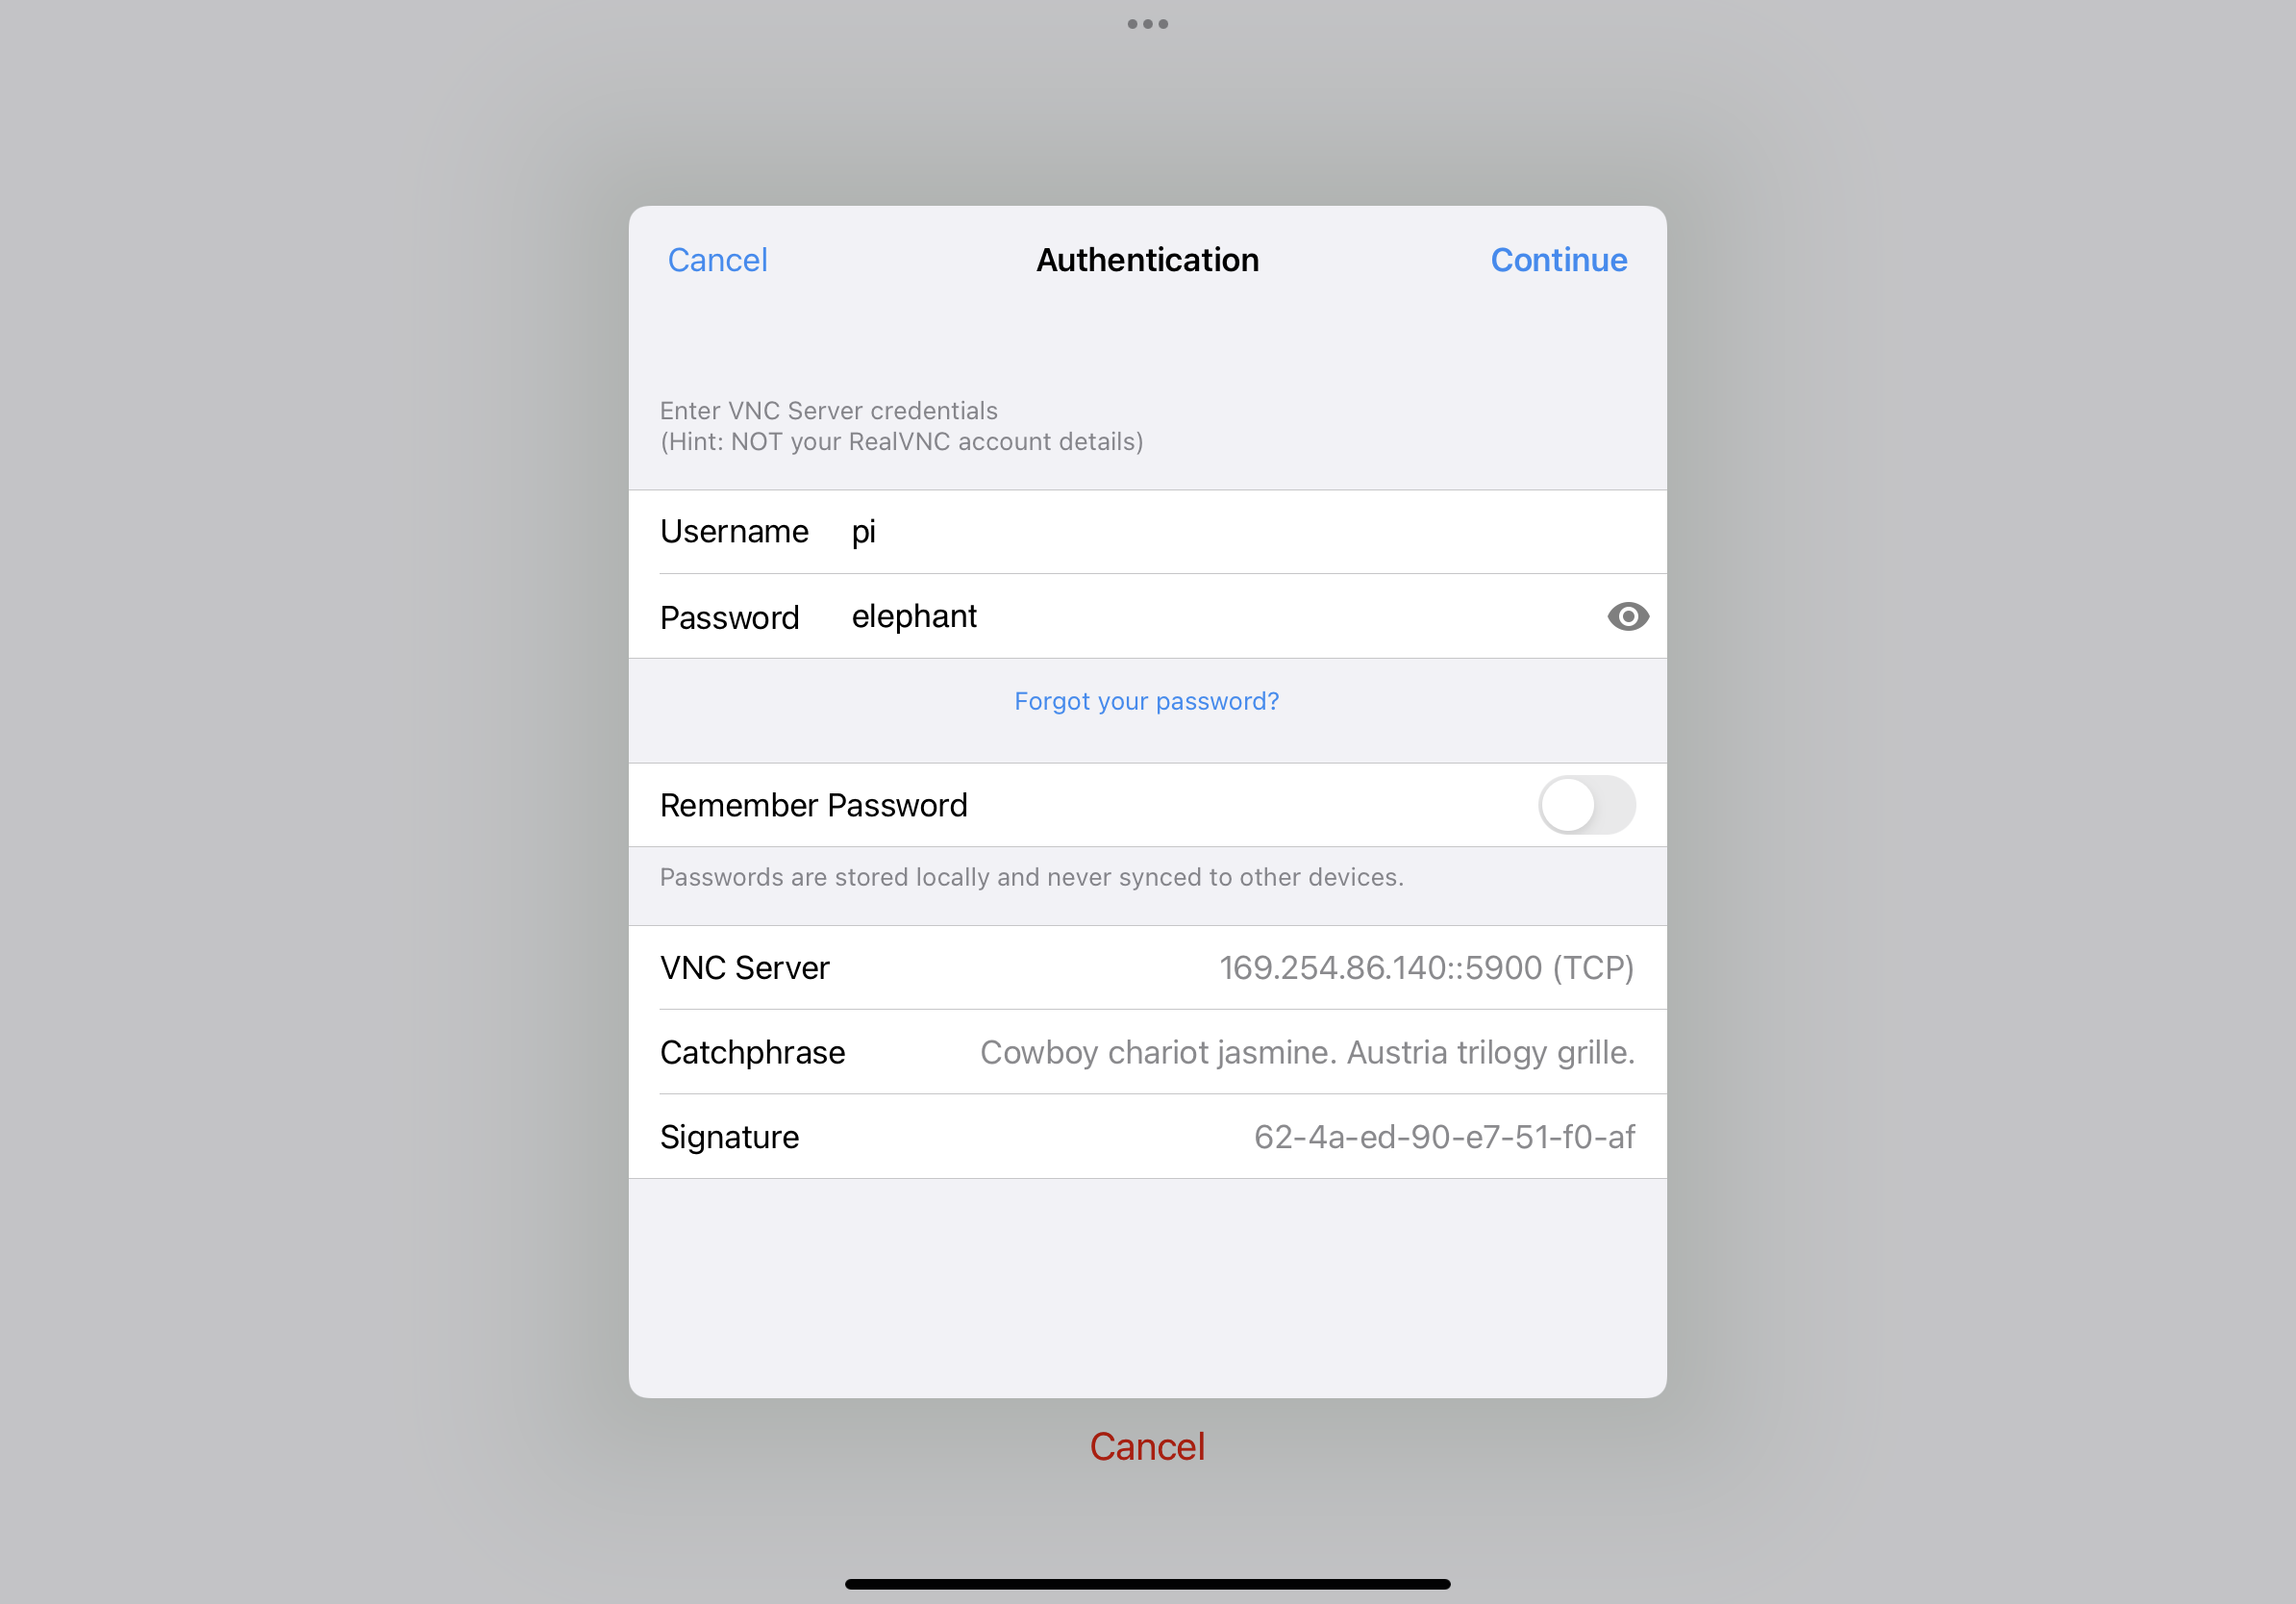 Cancel Authentication Continue
Enter VNC Server credentials
(Hint: NOT your RealVNC account details)
Username pi
Password elephant
Forgot your password?
Remember Password
Passwords are stored locally and never synced to other devices.
VNC Server 169.254.86.140::5900 (TCP)
Catchphrase Cowboy chariot jasmine. Austria trilogy grille.
Signature 62-4a-ed-90-e7-51-f0-af
Cancel